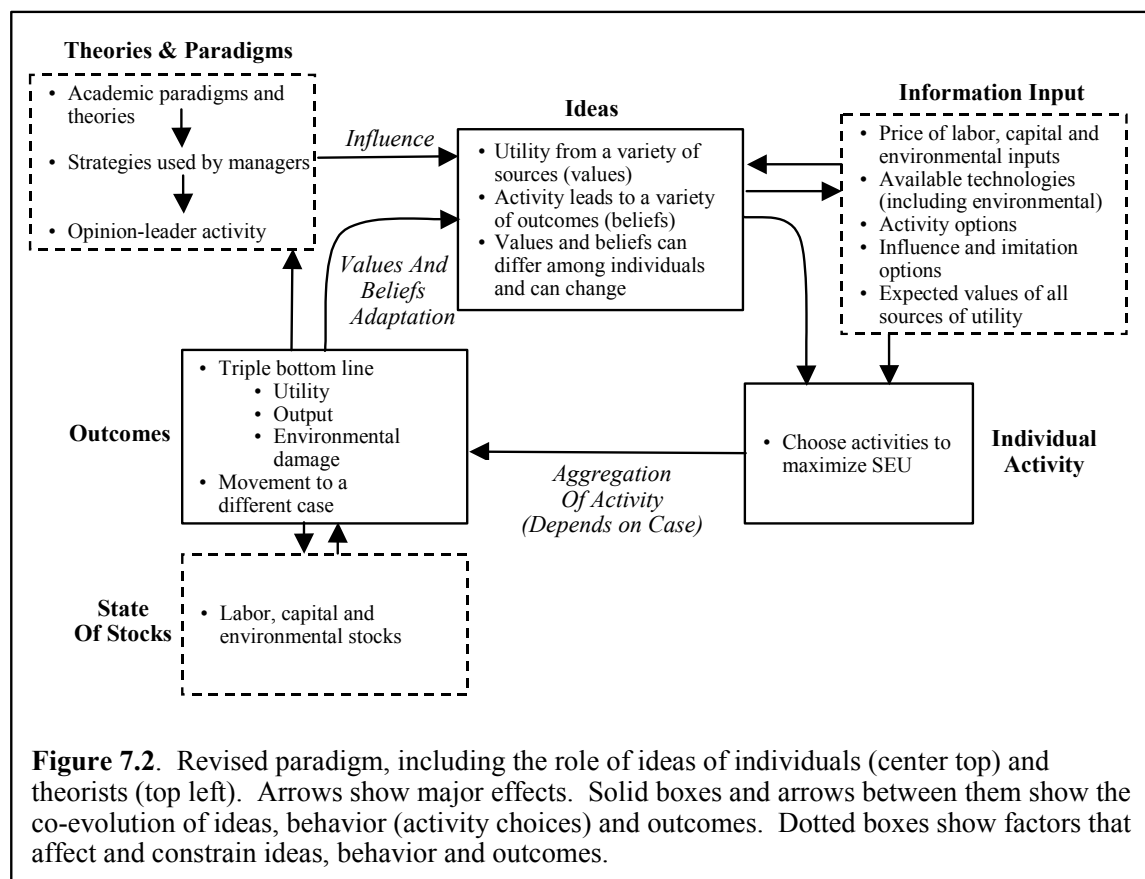 Theories & Paradigms
• Academic paradigms and
theories
• Strategies used by managers
• Opinion-leader activity
Influence
Ideas
• Utility from a variety of
sources (values)
• Activity leads to a variety
of outcomes (beliefs)
• Values and beliefs can
differ among individuals
and can change
Information Input
• Price of labor, capital and
environmental inputs
• Available technologies
(including environmental)
• Activity options
• Influence and imitation
options
• Expected values of all
sources of utility
Values And
Beliefs
Adaptation
Outcomes
• Triple bottom line
• Utility
• Output
• Environmental
damage
• Movement to a
different case
Aggregation
Of Activity
(Depends on Case)
• Choose activities to
maximize SEU
Individual
Activity
State
Of Stocks
• Labor, capital and
environmental stocks
Figure 7.2.  Revised paradigm, including the role of ideas of individuals (center top) and
theorists (top left).  Arrows show major effects.  Solid boxes and arrows between them show the
co-evolution of ideas, behavior (activity choices) and outcomes.  Dotted boxes show factors that
affect and constrain ideas, behavior and outcomes.